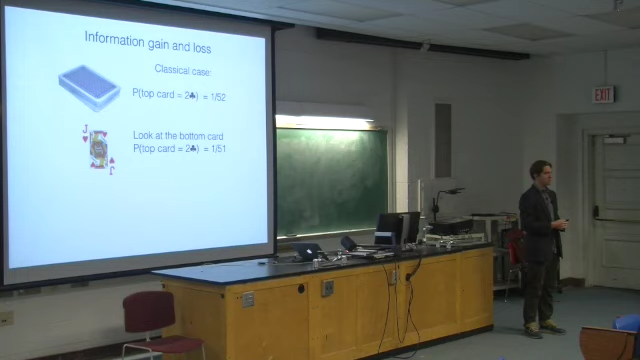 Information gain and loss
Classical case:
P(top card = 2♣) = 1/52
J
Look at the bottom card
P(top card = 2♣) = 1/51
J
EXIT